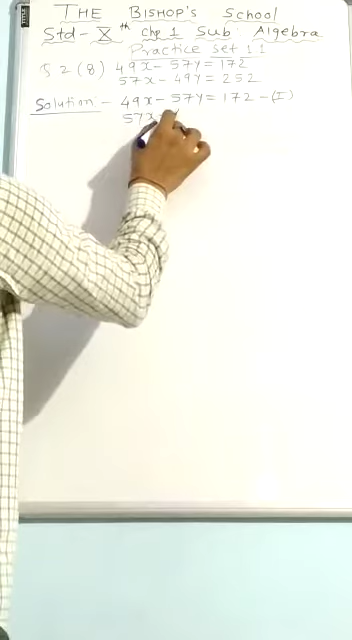 THE BISHOP'S School
Std-X th Chp 1 Sub: Algebra
Practice set 1.1
52(8) 49x-57y=172
57x-49y=252
Solution - 49x-57y=172-(I)
57x